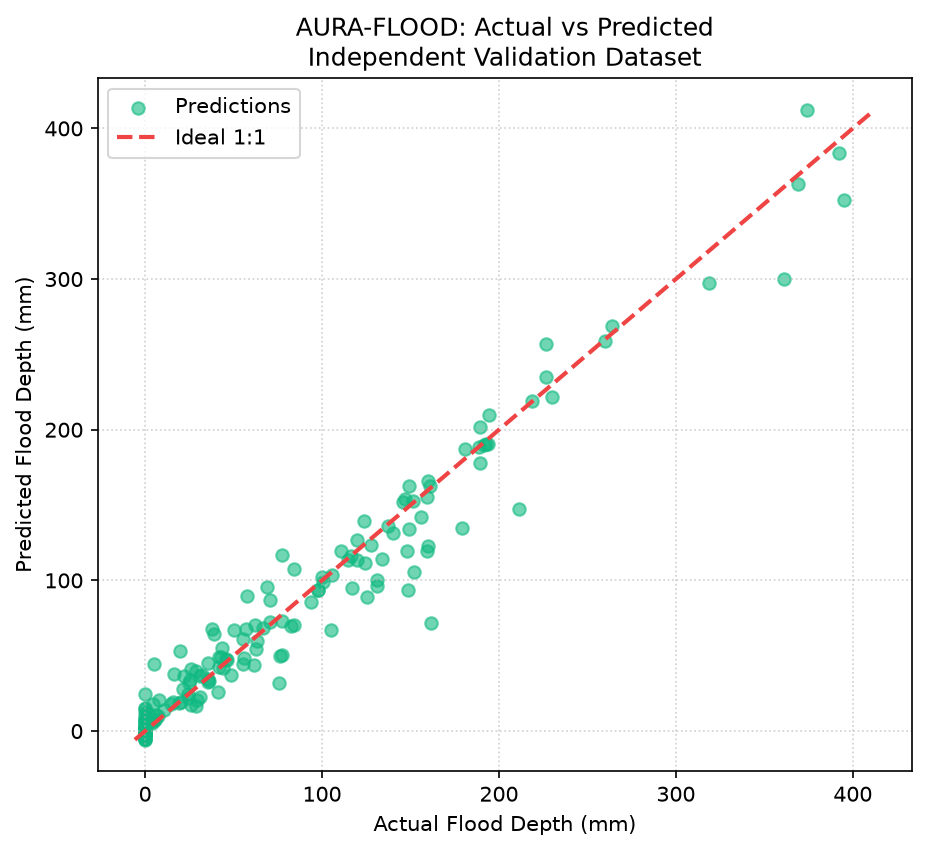 AURA-FLOOD: Actual vs Predicted
Independent Validation Dataset
Predictions
Ideal 1:1
Predicted Flood Depth (mm)
400
300
200
100
0
0 100 200 300 400
Actual Flood Depth (mm)